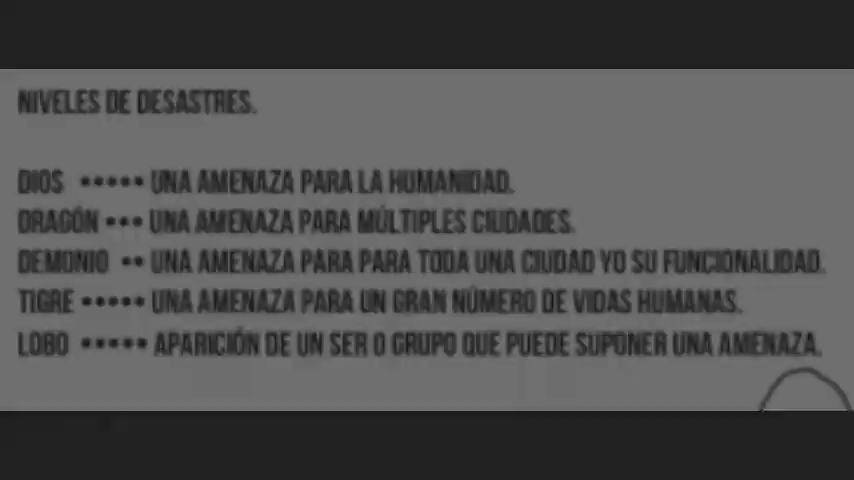 NIVELES DE DESASTRES.
DIOS ••••• UNA AMENAZA PARA LA HUMANIDAD.
DRAGÓN ••• UNA AMENAZA PARA MÚLTIPLES CIUDADES.
DEMONIO •• UNA AMENAZA PARA PARA TODA UNA CIUDAD YO SU FUNCIONALIDAD.
TIGRE ••••• UNA AMENAZA PARA UN GRAN NÚMERO DE VIDAS HUMANAS.
LOBO ••••• APARICIÓN DE UN SER O GRUPO QUE PUEDE SUPONER UNA AMENAZA.